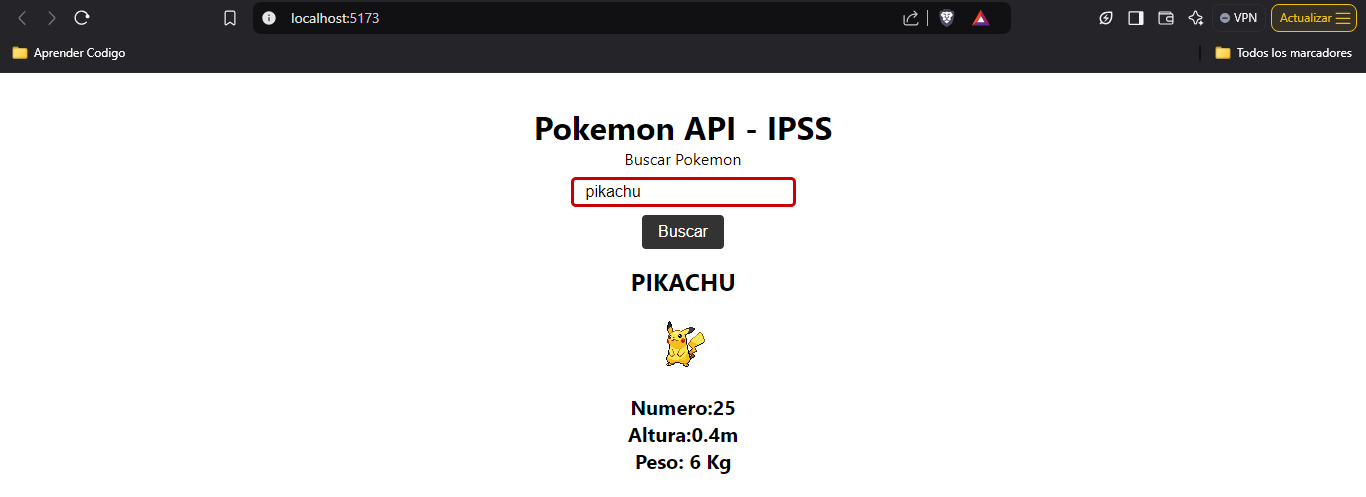 localhost:5173
VPN
Actualizar
Aprender Codigo
Todos los marcadores
Pokemon API - IPSS
Buscar Pokemon
pikachu
Buscar
PIKACHU
Numero:25
Altura:0.4m
Peso: 6 Kg